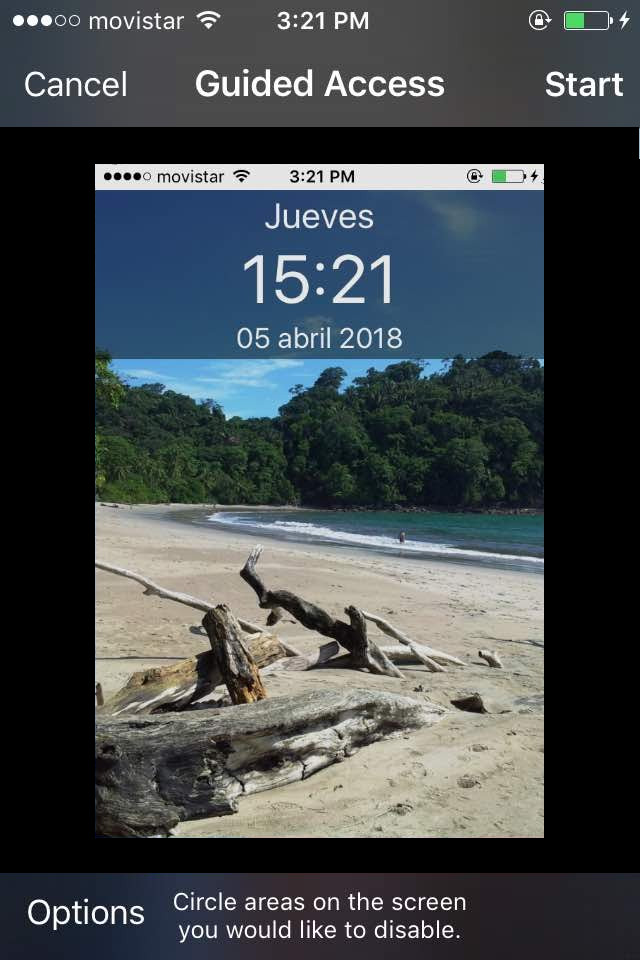 movistar 3:21 PM
Cancel Guided Access Start
movistar 3:21 PM
Jueves
15:21
05 abril 2018
Options
Circle areas on the screen
you would like to disable.